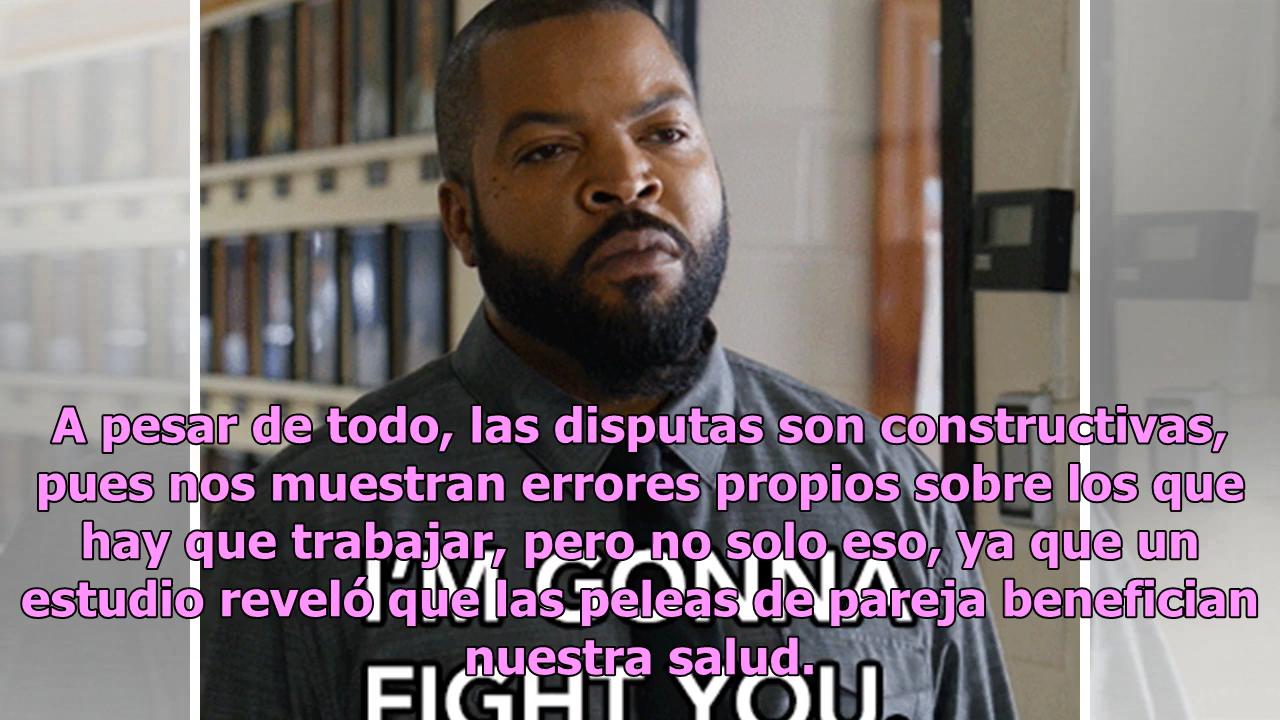 A pesar de todo, las disputas son constructivas,
pues nos muestran errores propios sobre los que
hay que trabajar, pero no solo eso, ya que un
estudio reveló que las peleas de pareja benefician
nuestra salud.
I'M GONNA
FIGHT YOU.